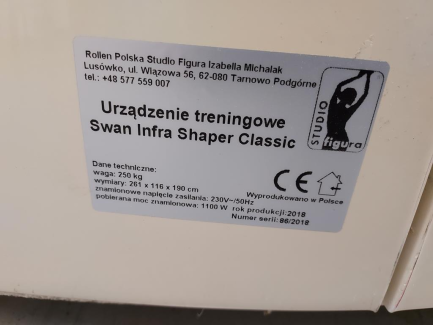 Rollen Polska Studio Figura Izabella Michalak
Lusówko, ul. Wiązowa 56, 62-080 Tarnowo Podgórne
tel.: +48 577 559 007
STUDIO
figura
Urządzenie treningowe
Swan Infra Shaper Classic
Dane techniczne:
waga: 250 kg
wymiary: 261 x 116 x 190 cm
znamionowe napięcie zasilania: 230V~/50Hz
pobierana moc znamionowa: 1100 W
CE
Wyprodukowano w Polsce
rok produkcji: 2018
Numer serii: 86/2018